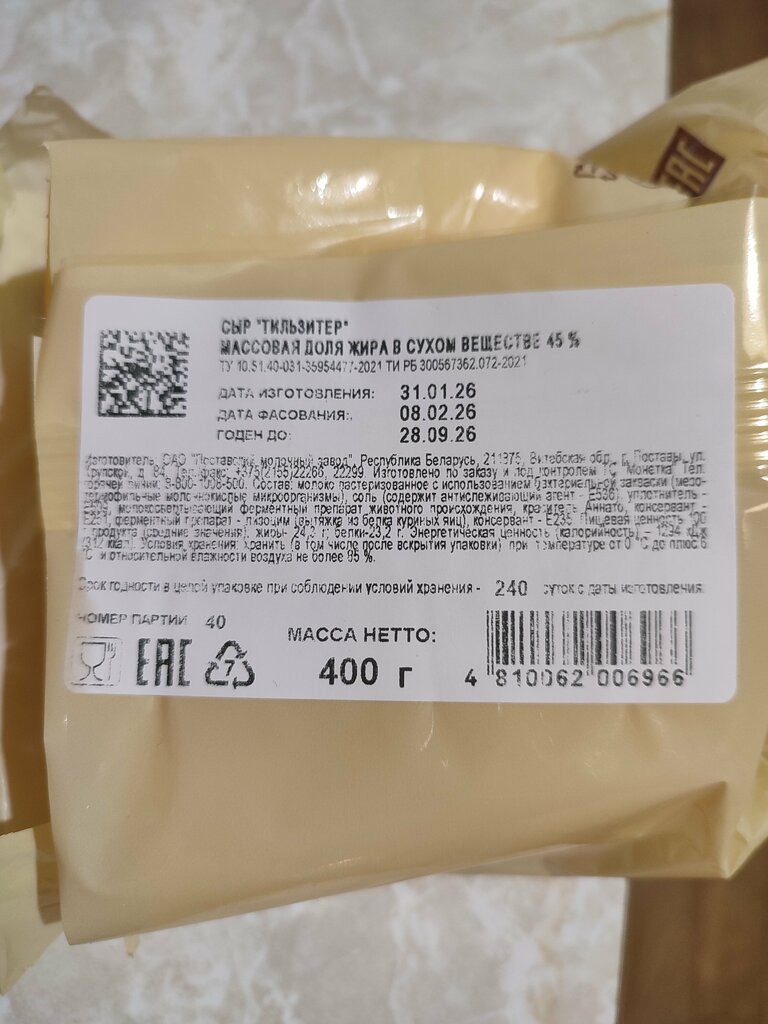 ЕАС
СЫР "ТИЛЬЗИТЕР"
МАССОВАЯ ДОЛЯ ЖИРА В СУХОМ ВЕЩЕСТВЕ 45 %
ТУ 10.51.40-031-35954477-2021 ТИ РБ 300567362.072-2021
ДАТА ИЗГОТОВЛЕНИЯ: 31.01.26
ДАТА ФАСОВАНИЯ: 08.02.26
ГОДЕН ДО: 28.09.26
Изготовитель: ОАО "Поставский молочный завод", Республика Беларусь, 211875, Витебская обл., г. Поставы, ул.
Крупской, д. 84, Тел./факс: +375(2155)22266, 22299. Изготовлено по заказу и под контролем ТС "Монетка" Тел.
горячей линии: Состав: молоко пастеризованное с использованием бактериальной закваски (мезо-
термофильные молочнокислые микроорганизмы), соль (содержит антислеживающий агент - Е536), уплотнитель -
Е509, молокосвертывающий ферментный препарат животного происхождения, краситель Аннато, консервант -
Е251, ферментный препарат - лизоцим (вытяжка из белка куриных яиц), консервант - Е235. Пищевая ценность 100
г продукта (средние значения): жиры- 24,2 г; белки-23,2 г. Энергетическая ценность (калорийность) - 1294 кДж
/312 ккал. Условия хранения: хранить (в том числе после вскрытия упаковки) при температуре от 0 °С до плюс 6
°С и относительной влажности воздуха не более 85 %.
Срок годности в целой упаковке при соблюдении условий хранения - 240 суток с даты изготовления.
НОМЕР ПАРТИИ 40
МАССА НЕТТО:
400 г
ЕАС
7
4 810062 006966